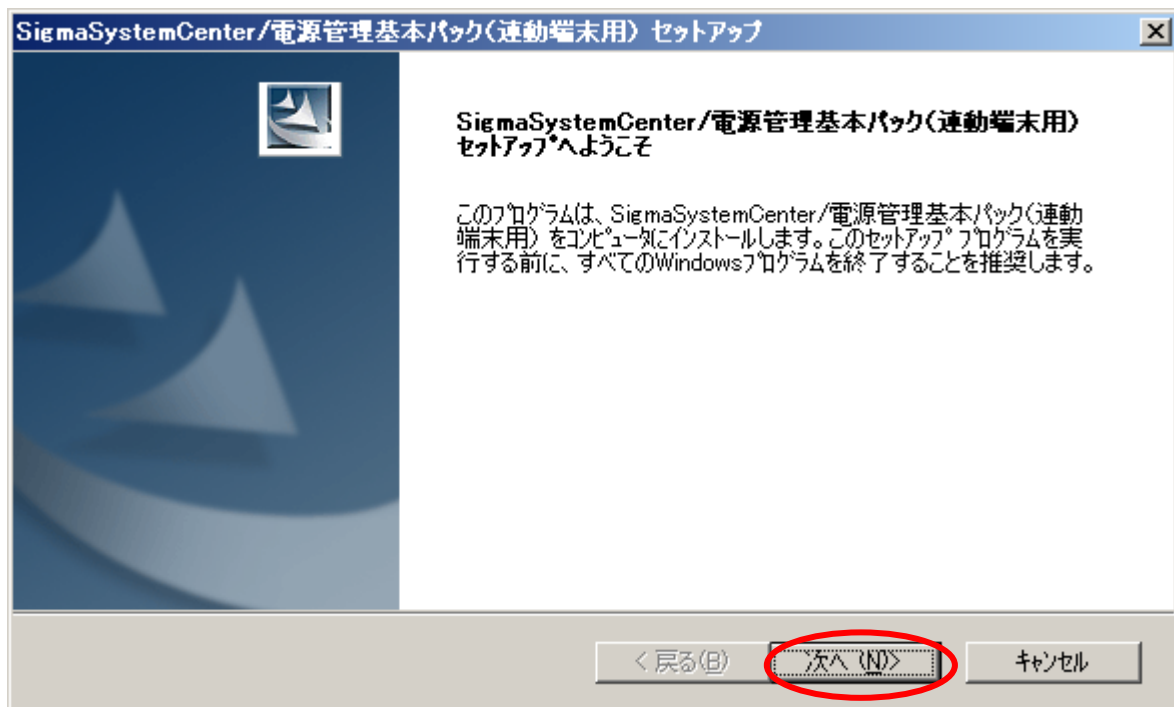 SigmaSystemCenter/電源管理基本パック(連動端末用) セットアップ
SigmaSystemCenter/電源管理基本パック(連動端末用)
セットアップへようこそ
このプログラムは、SigmaSystemCenter/電源管理基本パック(連動
端末用) をコンピュータにインストールします。このセットアップ プログラムを実
行する前に、すべてのWindowsプログラムを終了することを推奨します。
< 戻る(B)
次へ (N)>
キャンセル